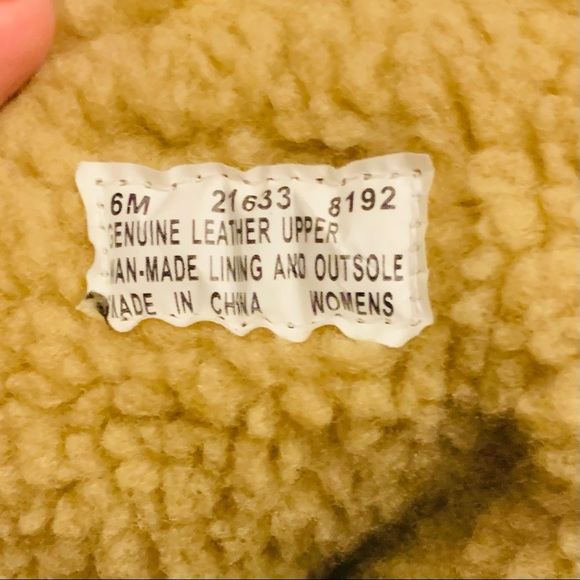 6M 21633 8192
GENUINE LEATHER UPPER
MAN-MADE LINING AND OUTSOLE
MADE IN CHINA WOMENS